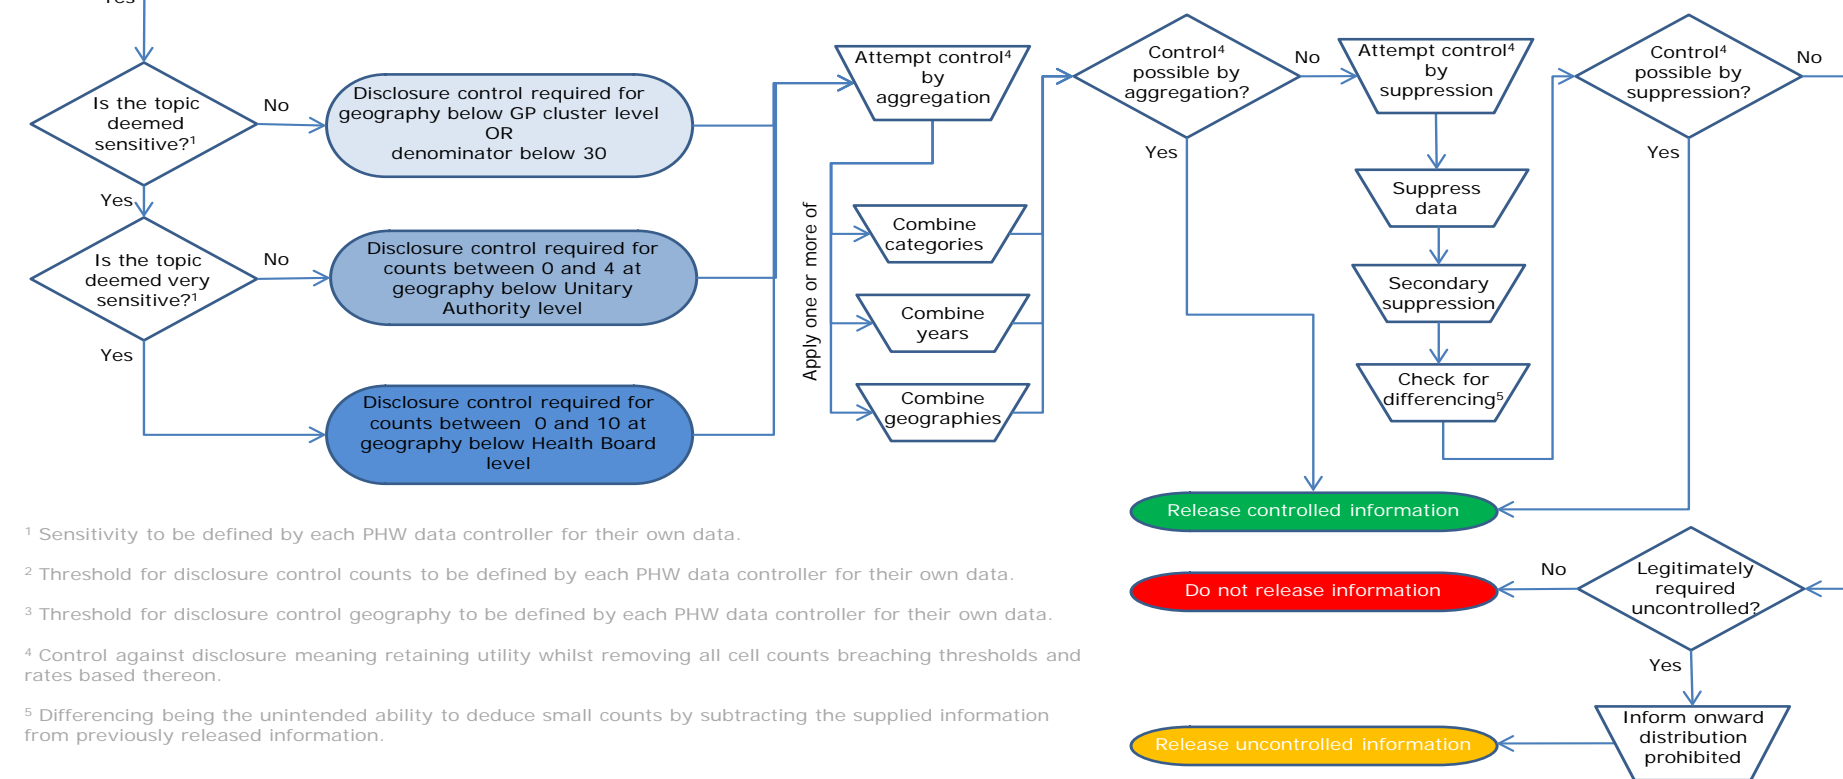 Yes
Is the topic
deemed
sensitive?¹
No
Disclosure control required for
geography below GP cluster level
OR
denominator below 30
Yes
Is the topic
deemed very
sensitive?¹
No
Disclosure control required for
counts between 0 and 4 at
geography below Unitary
Authority level
Yes
Disclosure control required for
counts between  0 and 10 at
geography below Health Board
level
Attempt control⁴
by
aggregation
Apply one or more of
Combine
categories
Combine
years
Combine
geographies
Control⁴
possible by
aggregation?
No
Yes
Attempt control⁴
by
suppression
Suppress
data
Secondary
suppression
Check for
differencing⁵
Control⁴
possible by
suppression?
No
Yes
Release controlled information
Legitimately
required
uncontrolled?
No
Do not release information
Yes
Inform onward
distribution
prohibited
Release uncontrolled information
¹ Sensitivity to be defined by each PHW data controller for their own data.
² Threshold for disclosure control counts to be defined by each PHW data controller for their own data.
³ Threshold for disclosure control geography to be defined by each PHW data controller for their own data.
⁴ Control against disclosure meaning retaining utility whilst removing all cell counts breaching thresholds and
rates based thereon.
⁵ Differencing being the unintended ability to deduce small counts by subtracting the supplied information
from previously released information.